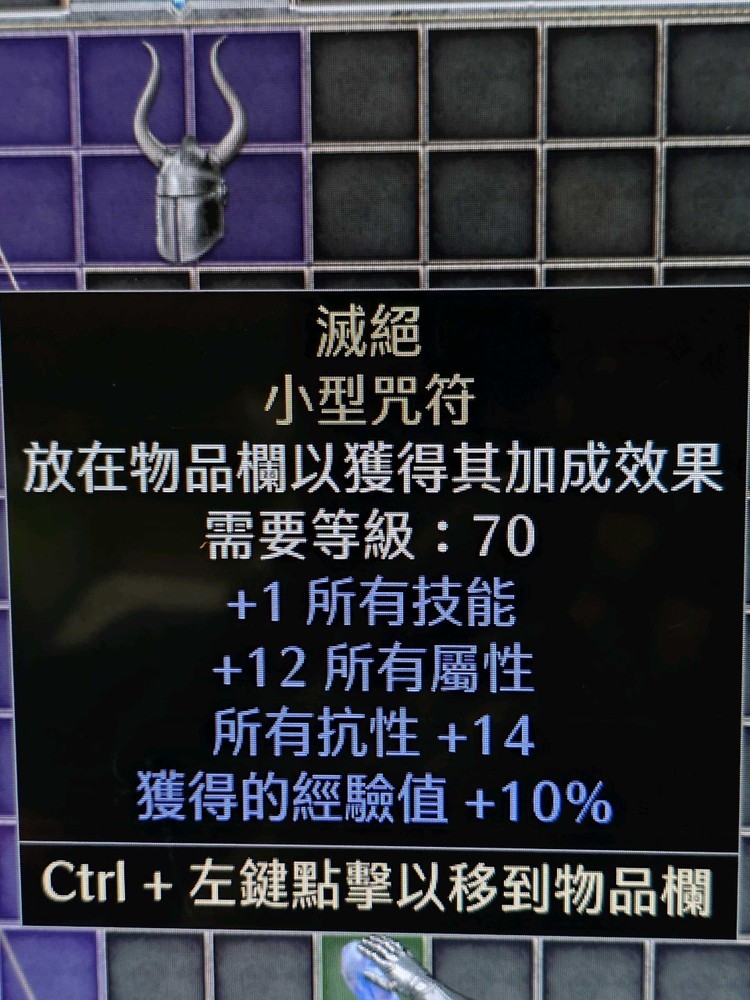 滅絕
小型咒符
放在物品欄以獲得其加成效果
需要等級：70
+1 所有技能
+12 所有屬性
所有抗性 +14
獲得的經驗值 +10%
Ctrl + 左鍵點擊以移到物品欄